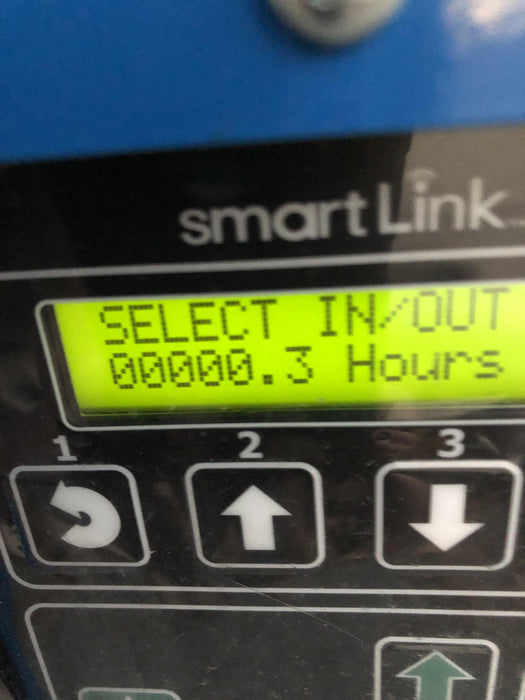 smartLink
SELECT IN/OUT
00000.3 Hours
1 2 3